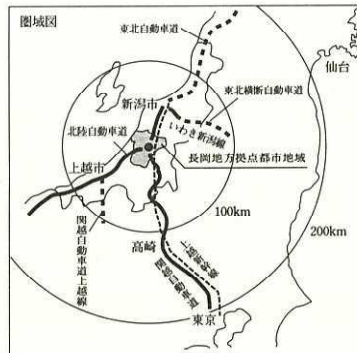 圏域図
東北自動車道
仙台
新潟市
東北横断自動車道
いわき新潟線
北陸自動車道
長岡地方拠点都市地域
上越市
100km
200km
関越自動車道上越線
高崎
上越新幹線
関越自動車道
東京